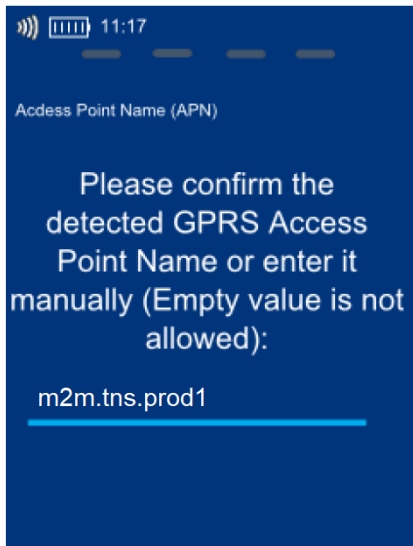 11:17
Acdess Point Name (APN)
Please confirm the
detected GPRS Access
Point Name or enter it
manually (Empty value is not
allowed):
m2m.tns.prod1